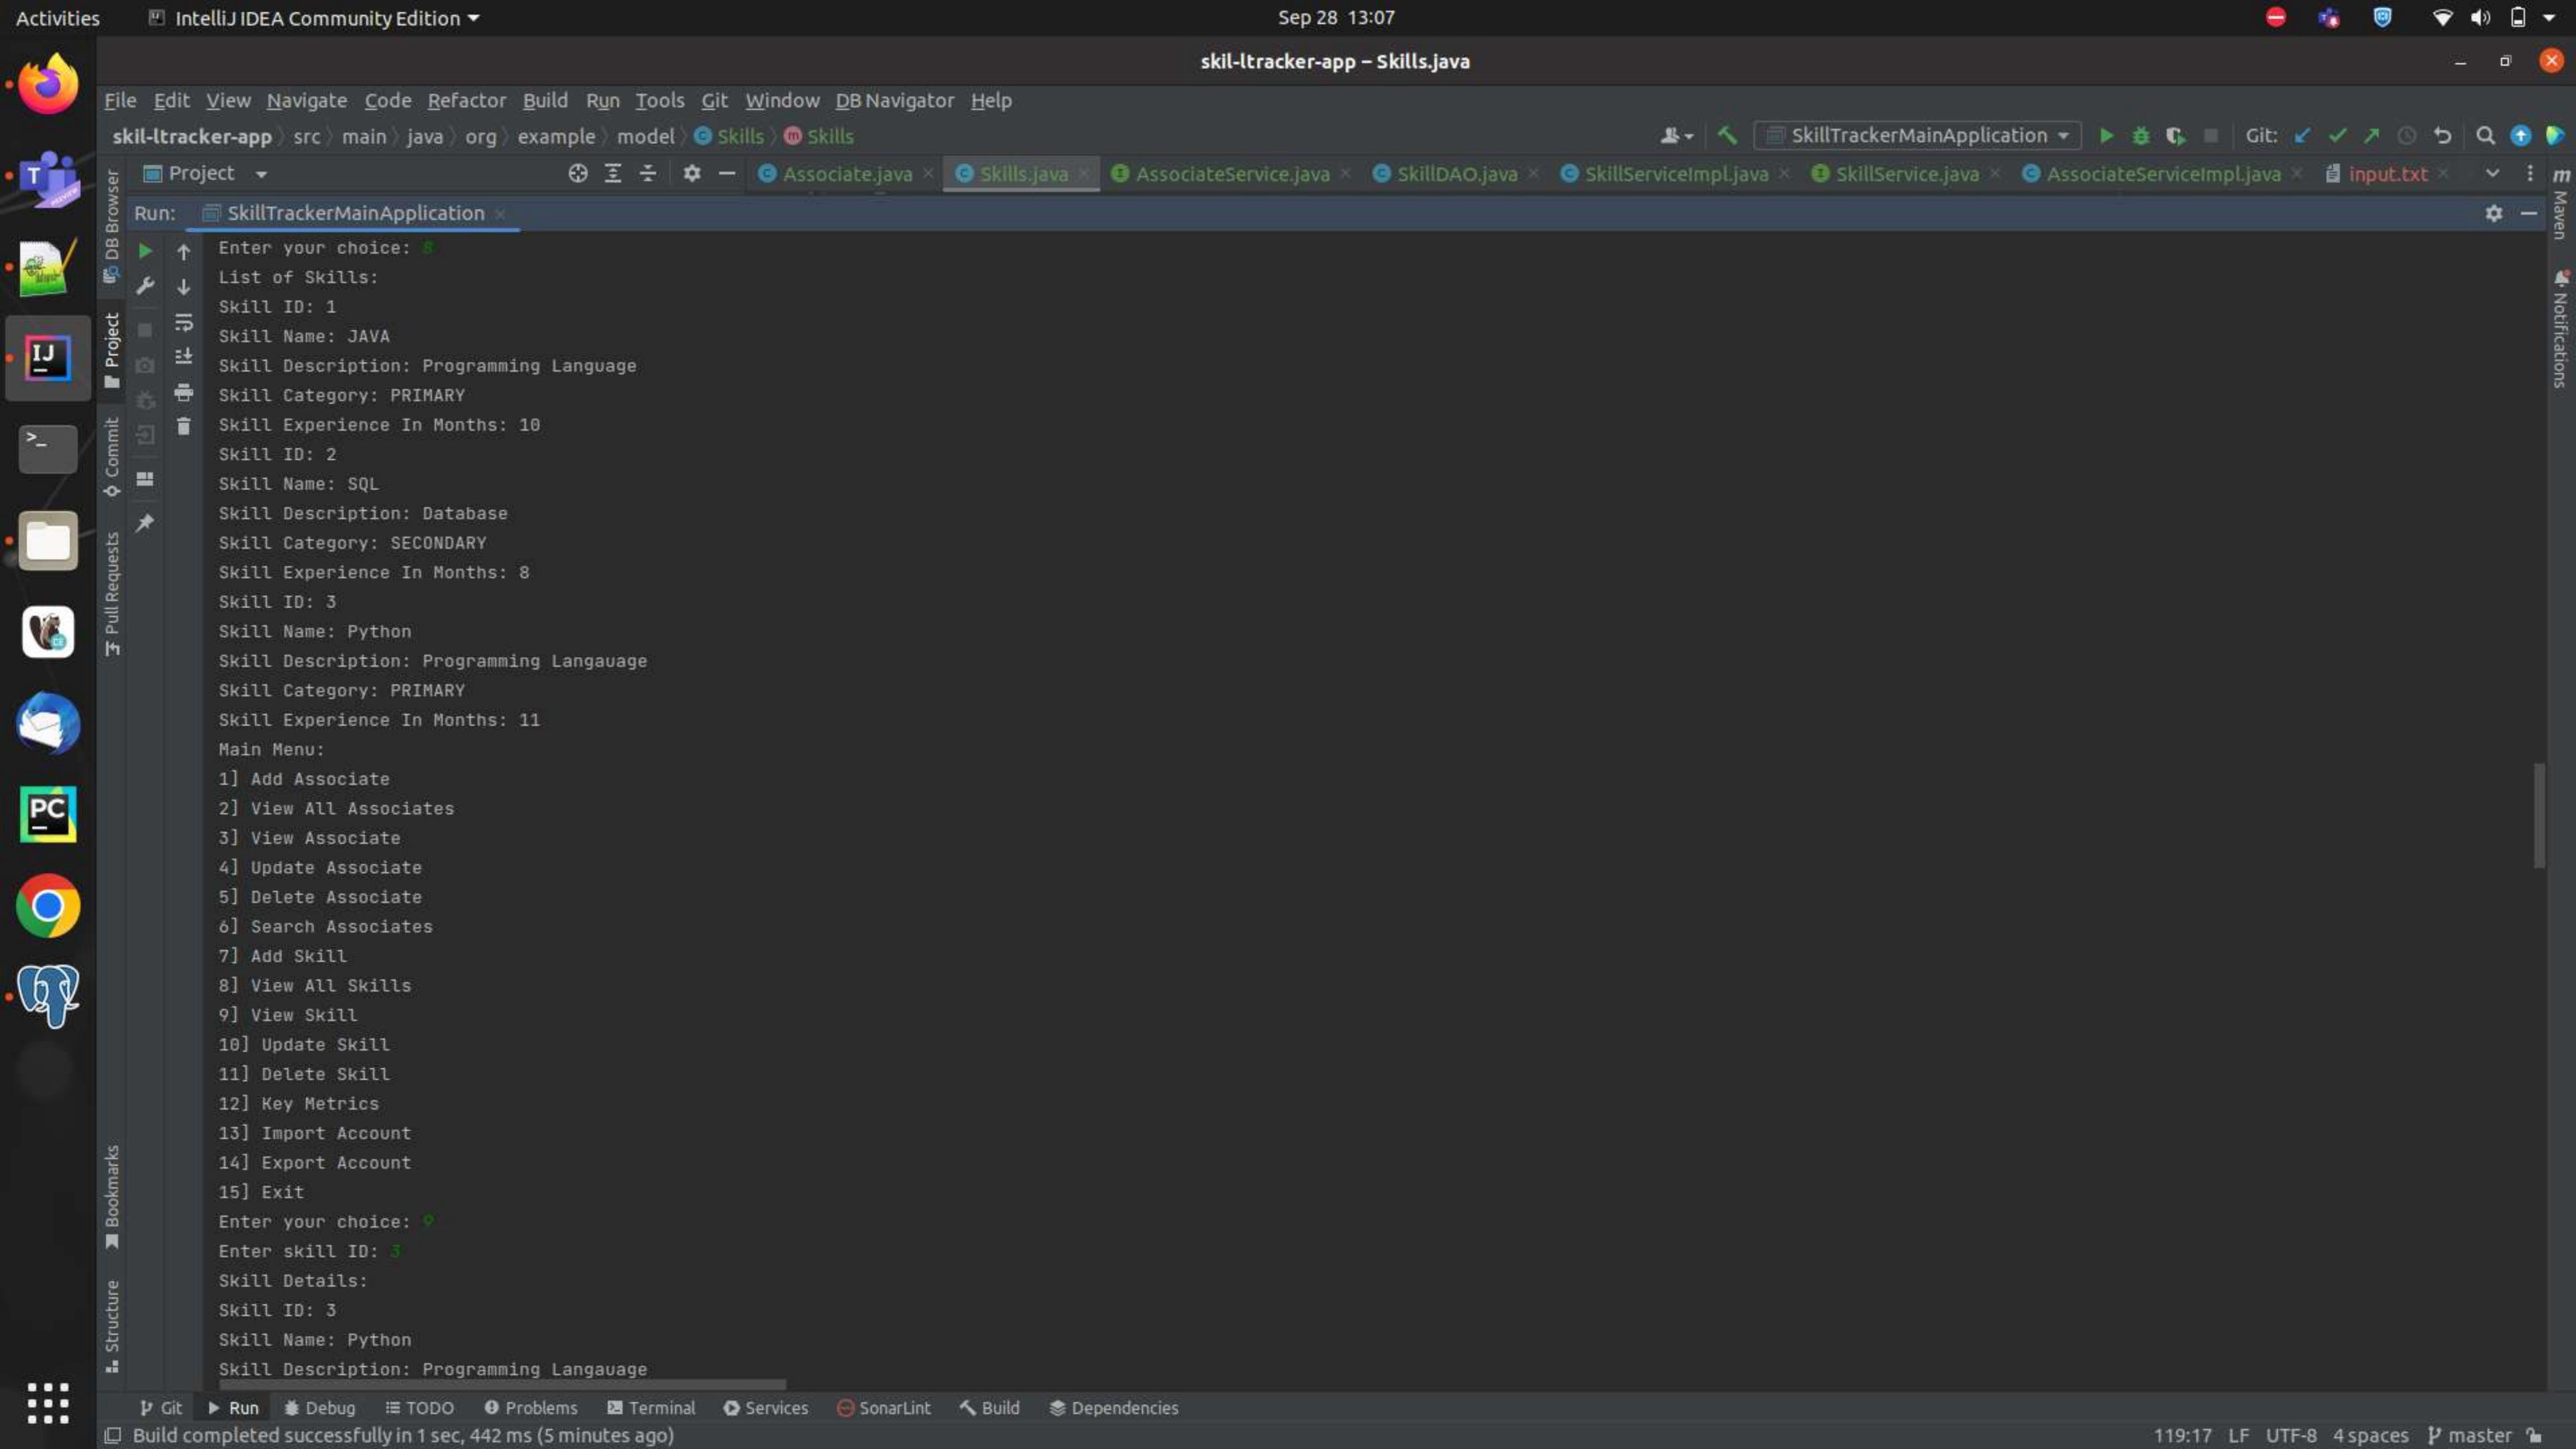 Activities IntelliJ IDEA Community Edition Sep 28 13:07
skil-ltracker-app – Skills.java
File Edit View Navigate Code Refactor Build Run Tools Git Window DB Navigator Help
skil-ltracker-app src main java org example model Skills Skills SkillTrackerMainApplication Git:
Project Associate.java Skills.java AssociateService.java SkillDAO.java SkillServiceImpl.java SkillService.java AssociateServiceImpl.java input.txt
Run: SkillTrackerMainApplication
Enter your choice: 8
List of Skills:
Skill ID: 1
Skill Name: JAVA
Skill Description: Programming Language
Skill Category: PRIMARY
Skill Experience In Months: 10
Skill ID: 2
Skill Name: SQL
Skill Description: Database
Skill Category: SECONDARY
Skill Experience In Months: 8
Skill ID: 3
Skill Name: Python
Skill Description: Programming Langauage
Skill Category: PRIMARY
Skill Experience In Months: 11
Main Menu:
1] Add Associate
2] View All Associates
3] View Associate
4] Update Associate
5] Delete Associate
6] Search Associates
7] Add Skill
8] View All Skills
9] View Skill
10] Update Skill
11] Delete Skill
12] Key Metrics
13] Import Account
14] Export Account
15] Exit
Enter your choice: 9
Enter skill ID: 3
Skill Details:
Skill ID: 3
Skill Name: Python
Skill Description: Programming Langauage
DB Browser
Project
Commit
Pull Requests
Bookmarks
Structure
m Maven
Notifications
T
IJ
>_
CE
PC
Git Run Debug TODO Problems Terminal Services SonarLint Build Dependencies
Build completed successfully in 1 sec, 442 ms (5 minutes ago) 119:17 LF UTF-8 4 spaces master